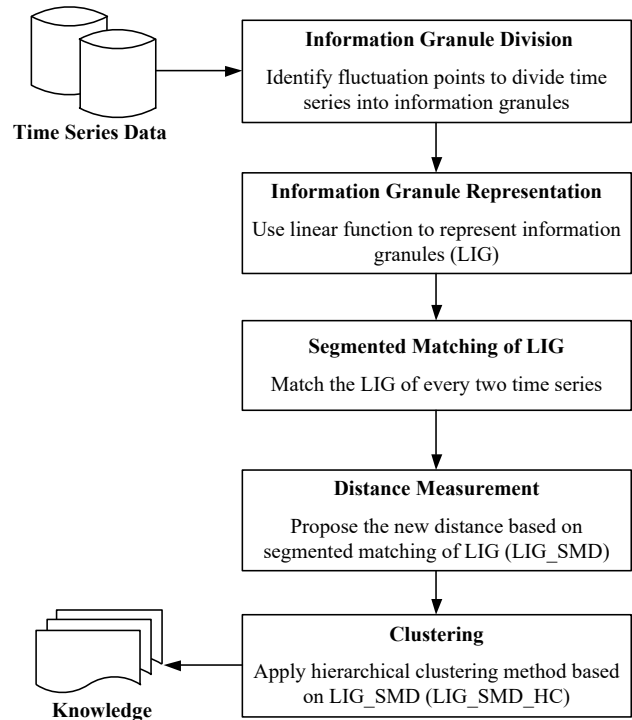 Information Granule Division
Identify fluctuation points to divide time
series into information granules
Time Series Data
Information Granule Representation
Use linear function to represent information
granules (LIG)
Segmented Matching of LIG
Match the LIG of every two time series
Distance Measurement
Propose the new distance based on
segmented matching of LIG (LIG_SMD)
Clustering
Apply hierarchical clustering method based
on LIG_SMD (LIG_SMD_HC)
Knowledge